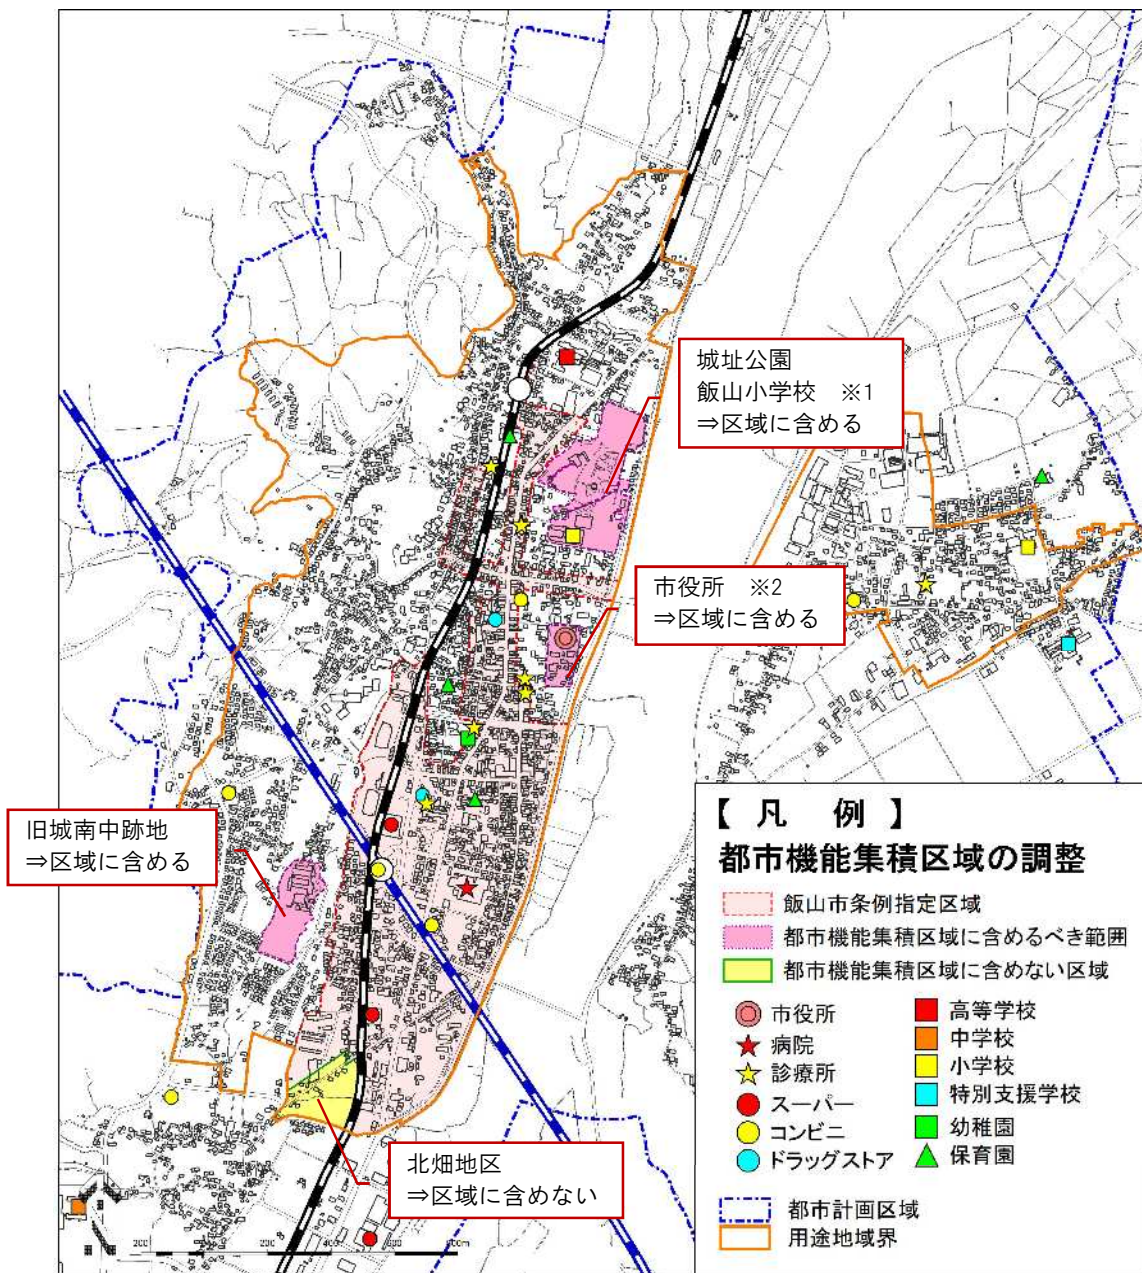 城址公園
飯山小学校 ※1
⇒区域に含める
市役所 ※2
⇒区域に含める
旧城南中跡地
⇒区域に含める
北畑地区
⇒区域に含めない
【凡 例】
都市機能集積区域の調整
飯山市条例指定区域
都市機能集積区域に含めるべき範囲
都市機能集積区域に含めない区域
市役所
病院
診療所
スーパー
コンビニ
ドラッグストア
高等学校
中学校
小学校
特別支援学校
幼稚園
保育園
都市計画区域
用途地域界
200
200